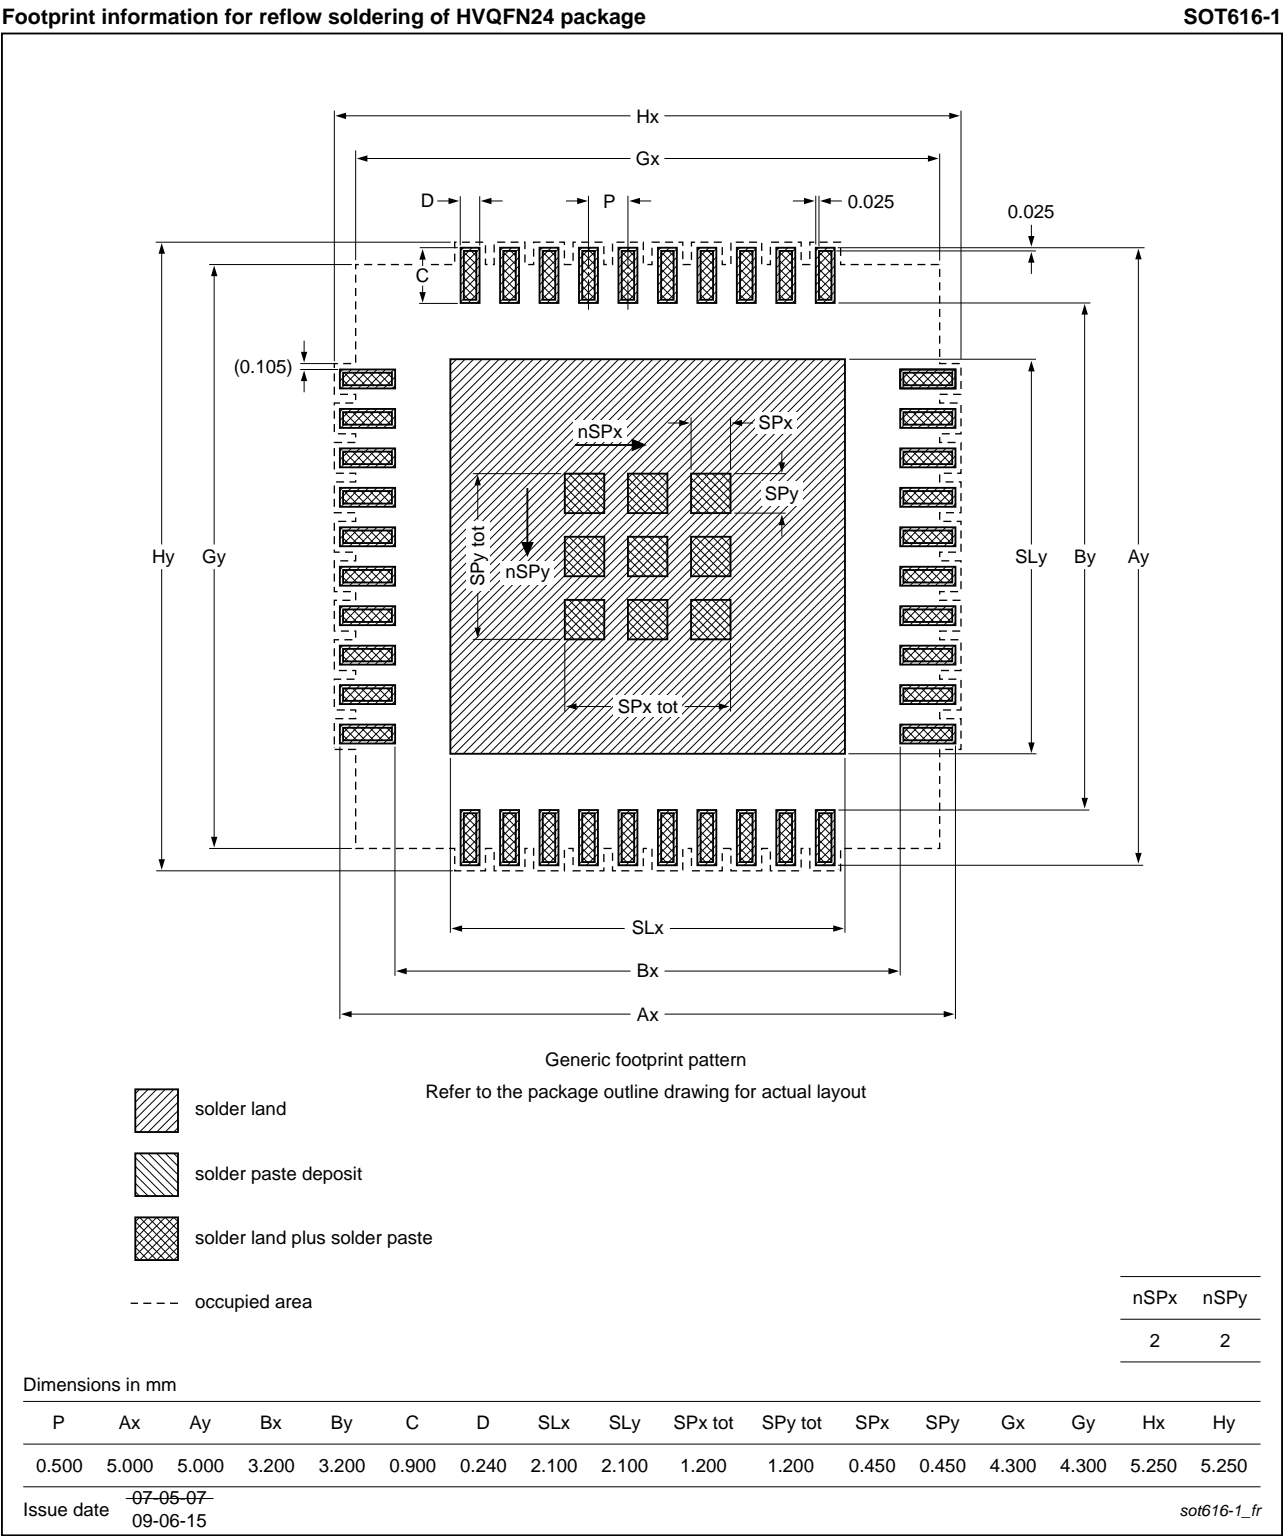 Footprint information for reflow soldering of HVQFN24 package SOT616-1
Hx
Gx
D P 0.025
0.025
C
(0.105)
nSPx SPx
SPy
SPy tot
nSPy
Hy Gy SLy By Ay
SPx tot
SLx
Bx
Ax
Generic footprint pattern
Refer to the package outline drawing for actual layout
solder land
solder paste deposit
solder land plus solder paste
occupied area
nSPx nSPy
2 2
Dimensions in mm
P Ax Ay Bx By C D SLx SLy SPx tot SPy tot SPx SPy Gx Gy Hx Hy
0.500 5.000 5.000 3.200 3.200 0.900 0.240 2.100 2.100 1.200 1.200 0.450 0.450 4.300 4.300 5.250 5.250
Issue date 07-05-07
09-06-15
sot616-1_fr